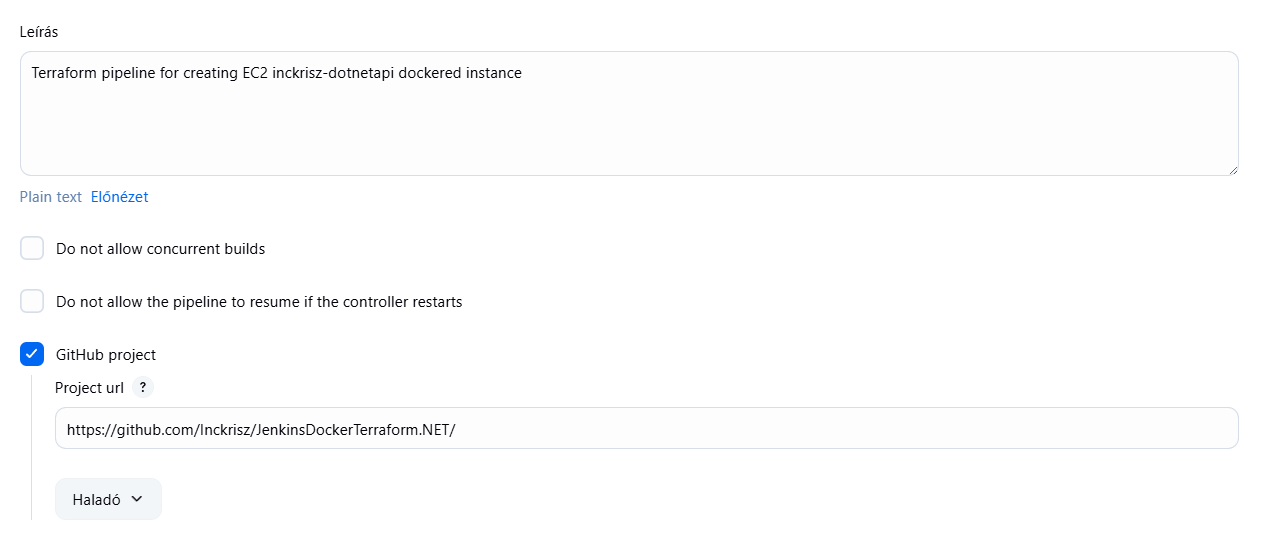 Leírás
Terraform pipeline for creating EC2 inckrisz-dotnetapi dockered instance
Plain text Előnézet
Do not allow concurrent builds
Do not allow the pipeline to resume if the controller restarts
GitHub project
Project url ?
https://github.com/Inckrisz/JenkinsDockerTerraform.NET/
Haladó